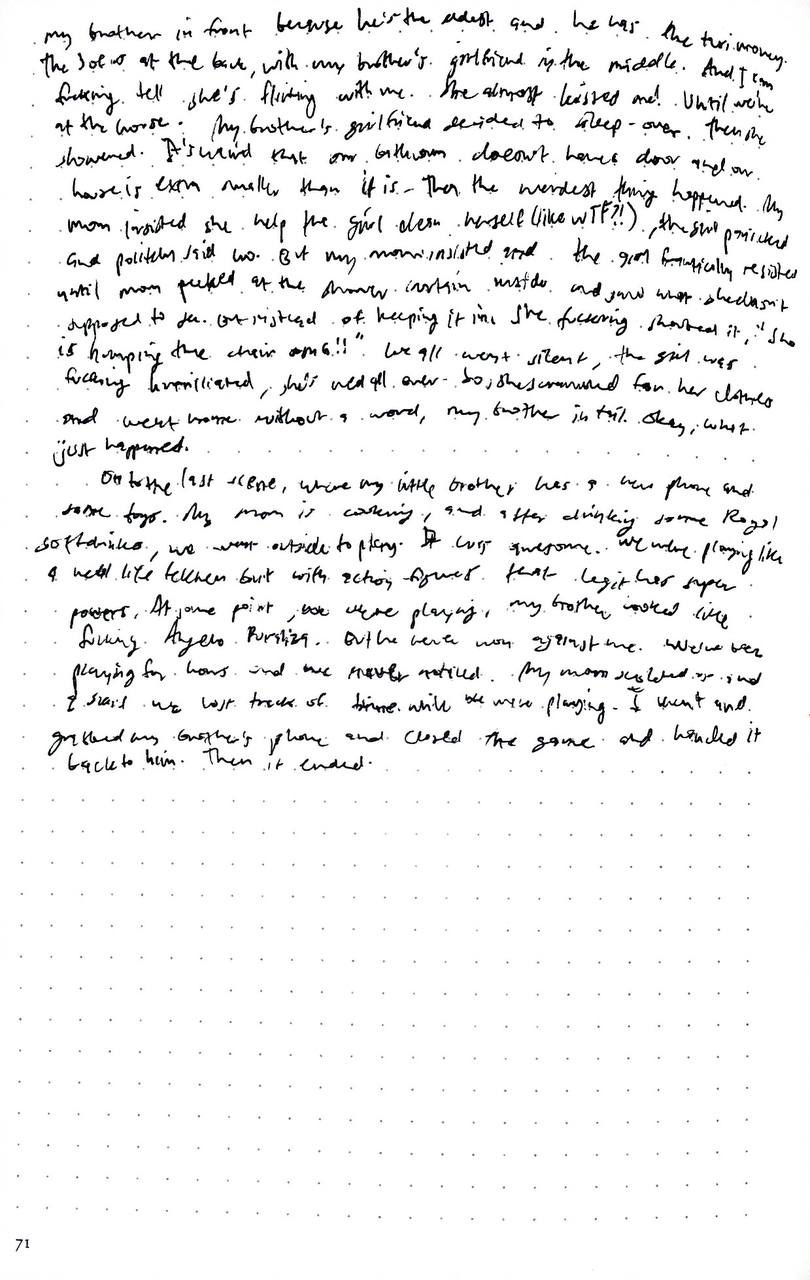 my brother in front because he's the eldest and he has the taxi money.
The 3 of us at the back, with my brother's girlfriend in the middle. And I can
fucking tell she's flirting with me. She almost kissed me! Until we're
at the house. My brother's girlfriend decided to sleep-over, then she
showered. It's weird that our bathroom doesn't have a door and our
house is extra smaller than it is. Then the weirdest thing happened. My
mom insisted she help the girl clean herself (like WTF?!), the girl panicked
and politely said no. But my mom insisted and the girl frantically resisted
until mom peeked at the shower curtain inside and saw what she wasn't
supposed to see. But instead of keeping it in, she fucking shouted it, "She
is humping the chair arms!!" We all went silent, the girl was
fucking humiliated, she's red all over. So, she scrammed for her clothes
and went home without a word, my brother in tail. Okay, what
just happened.
On to the last scene, where my little brother has a new phone and
some toys. My mom is cooking, and after drinking some Royal
softdrinks, we went outside to play. It was awesome. We were playing like
a real life tekken but with action figures that legit has super
powers. At some point, we were playing, my brother looked like
fucking Angelo. But he never won against me. We've been
playing for hours and we never noticed. My mom scolded us and
I said we lost track of time while we were playing. I went and
grabbed my brother's phone and closed the game and handed it
back to him. Then it ended.
71